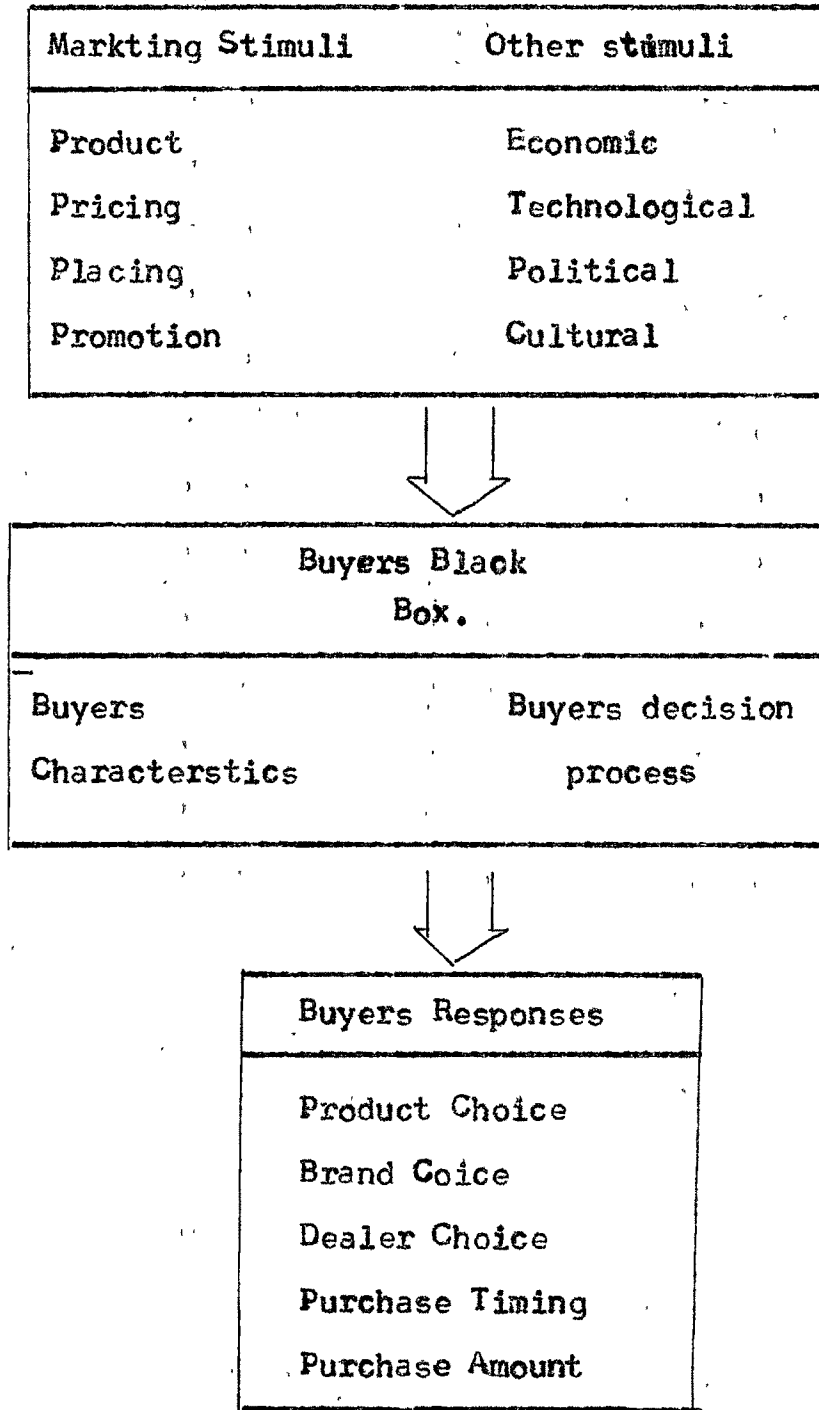 Markting Stimuli Other stimuli
Product Economic
Pricing Technological
Placing Political
Promotion Cultural
Buyers Black
Box.
Buyers Buyers decision
Characterstics process
Buyers Responses
Product Choice
Brand Coice
Dealer Choice
Purchase Timing
Purchase Amount